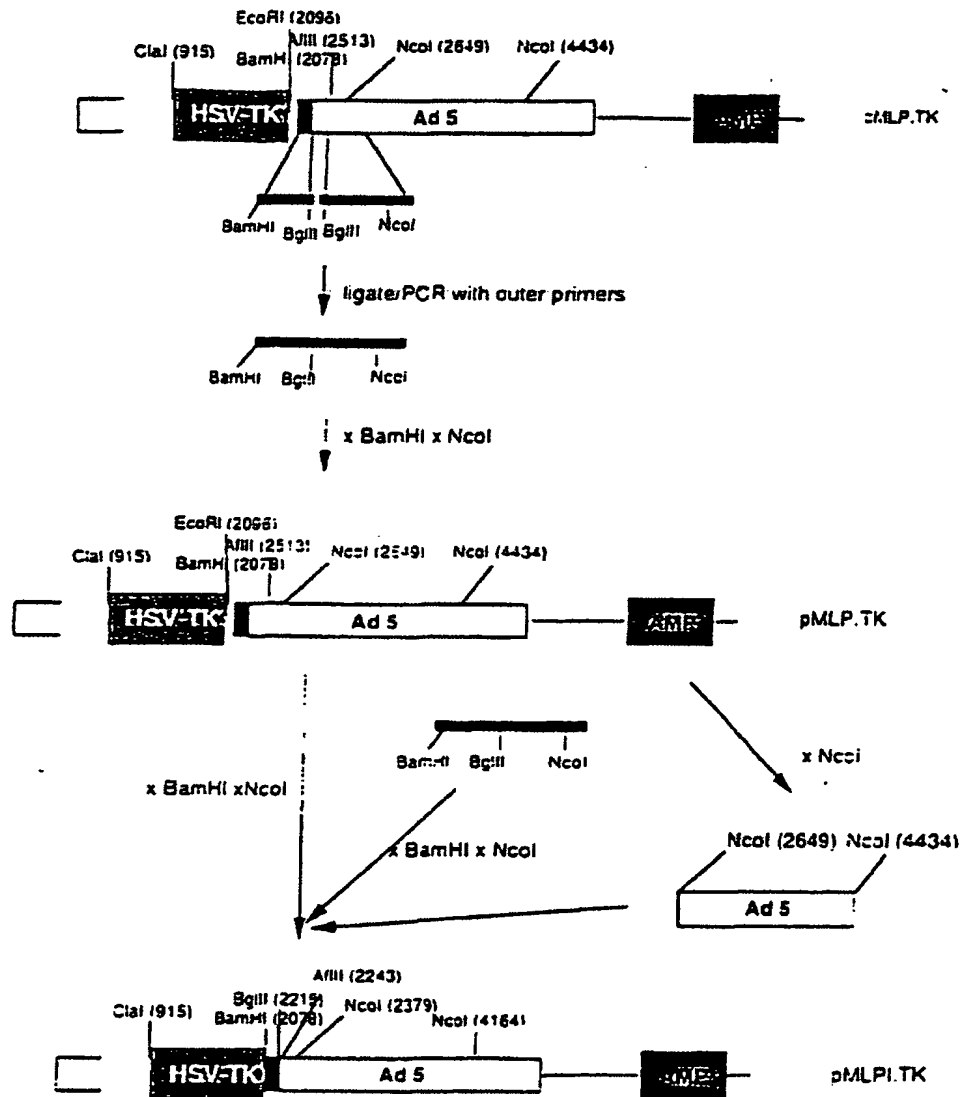 EcoRI (2096)
AflII (2513)
ClaI (915)
BamHI (2078)
NcoI (2649)
NcoI (4434)
HSV-TK
Ad 5
pMLP.TK
BamHI
BglII
BglII
NcoI
ligate/PCR with outer primers
BamHI
BglII
NcoI
x BamHI x NcoI
EcoRI (2096)
AflII (2513)
ClaI (915)
BamHI (2078)
NcoI (2649)
NcoI (4434)
HSV-TK
Ad 5
pMLP.TK
BamHI
BglII
NcoI
x NcoI
x BamHI xNcoI
x BamHI x NcoI
NcoI (2649)
NcoI (4434)
Ad 5
AflII (2243)
BglII (2215)
ClaI (915)
BamHI (2078)
NcoI (2379)
NcoI (4164)
HSV-TK
Ad 5
pMLPI.TK